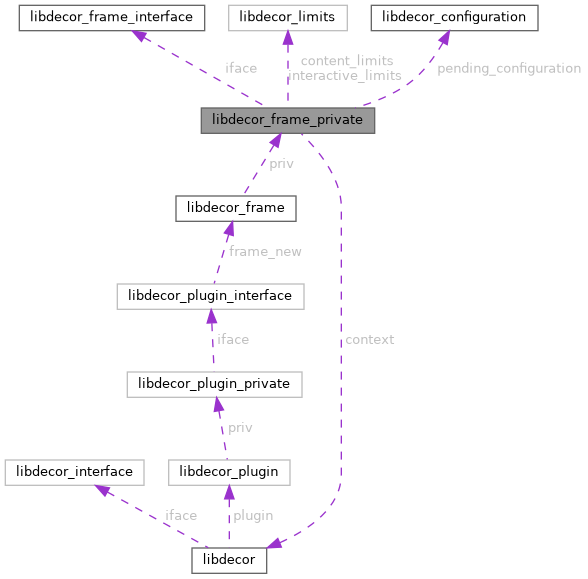 libdecor_frame_interface
libdecor_limits
libdecor_configuration
iface
content_limits
interactive_limits
pending_configuration
libdecor_frame_private
priv
libdecor_frame
frame_new
libdecor_plugin_interface
iface
context
libdecor_plugin_private
priv
libdecor_interface
libdecor_plugin
iface
plugin
libdecor